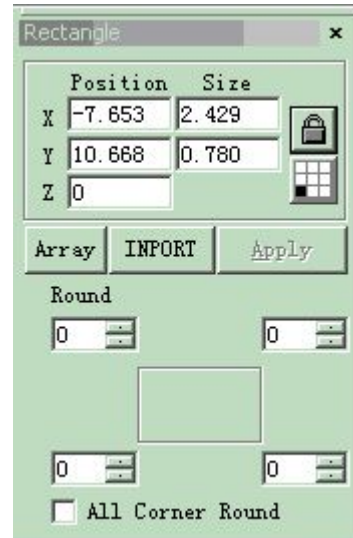 Rectangle ×
Position Size
X -7.653 2.429
Y 10.668 0.780
Z 0
Array INPORT Apply
Round
0 0
0 0
All Corner Round